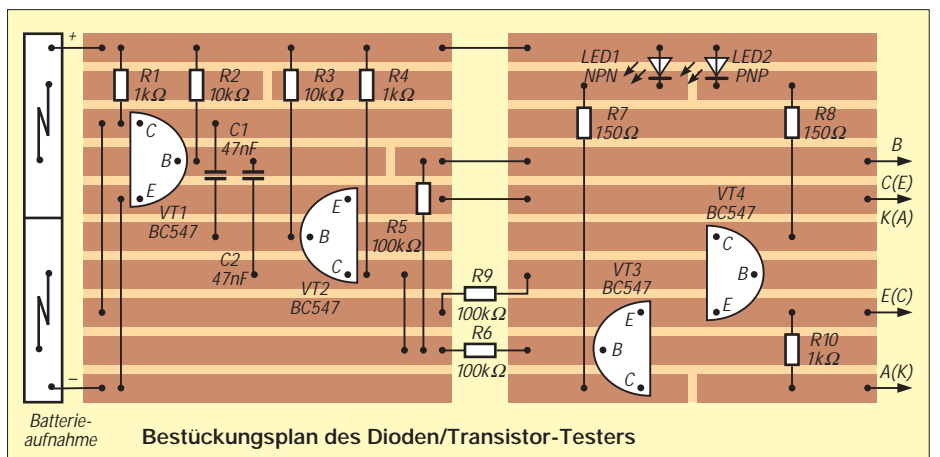 +
R1
1kΩ
R2
10kΩ
R3
10kΩ
R4
1kΩ
LED1
NPN
LED2
PNP
C
B
E
VT1
BC547
C1
47nF
C2
47nF
E
B
C
VT2
BC547
R5
100kΩ
R7
150Ω
R8
150Ω
B
C(E)
K(A)
VT4
BC547
C
B
E
R9
100kΩ
R6
100kΩ
VT3
BC547
E
B
C
E(C)
R10
1kΩ
A(K)
−
Batterie-
aufnahme
Bestückungsplan des Dioden/Transistor-Testers